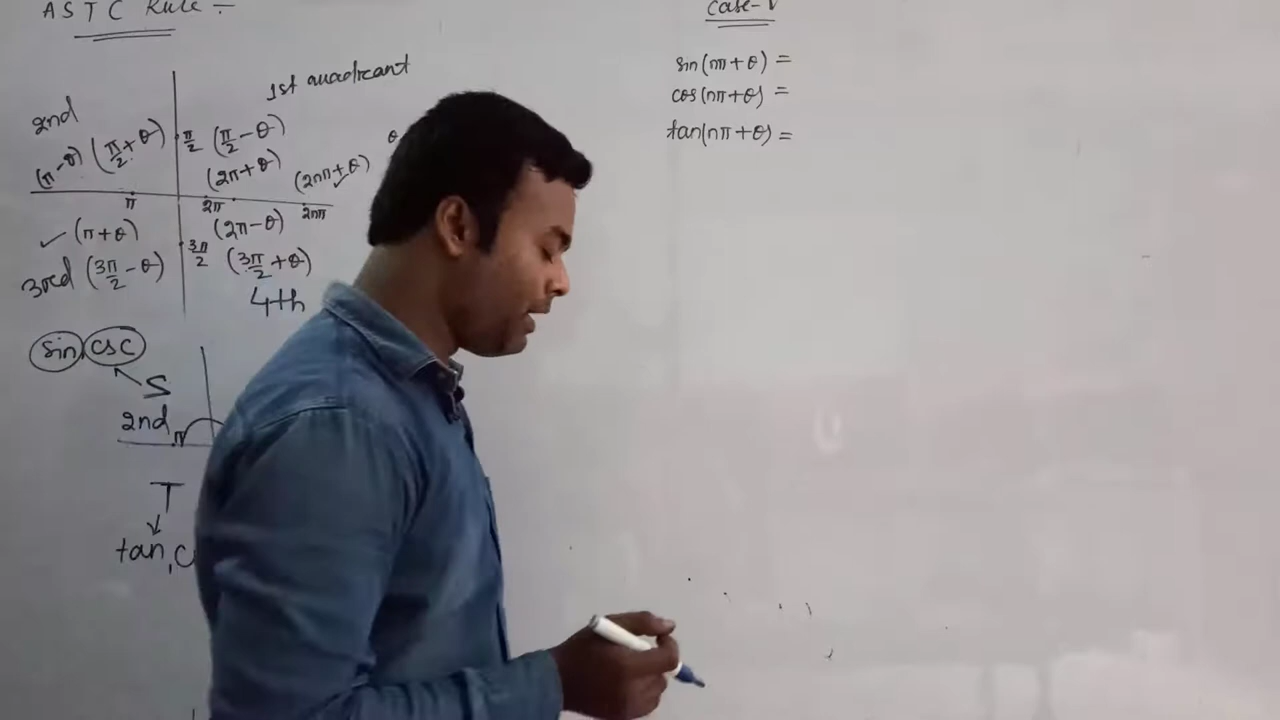 A S T C Rule :-
1st quadrant
2nd
(π-θ) (π/2+θ)
π/2 (π/2-θ)
θ
(2π+θ) (2nπ+θ) ✓
π
2π
2nπ
✓ (π+θ)
(2π-θ)
3rd (3π/2-θ)
3π/2 (3π/2+θ)
4th
sin, csc
S
2nd
π
T
tan, c
Case-V
sin(nπ+θ) =
cos(nπ+θ) =
tan(nπ+θ) =